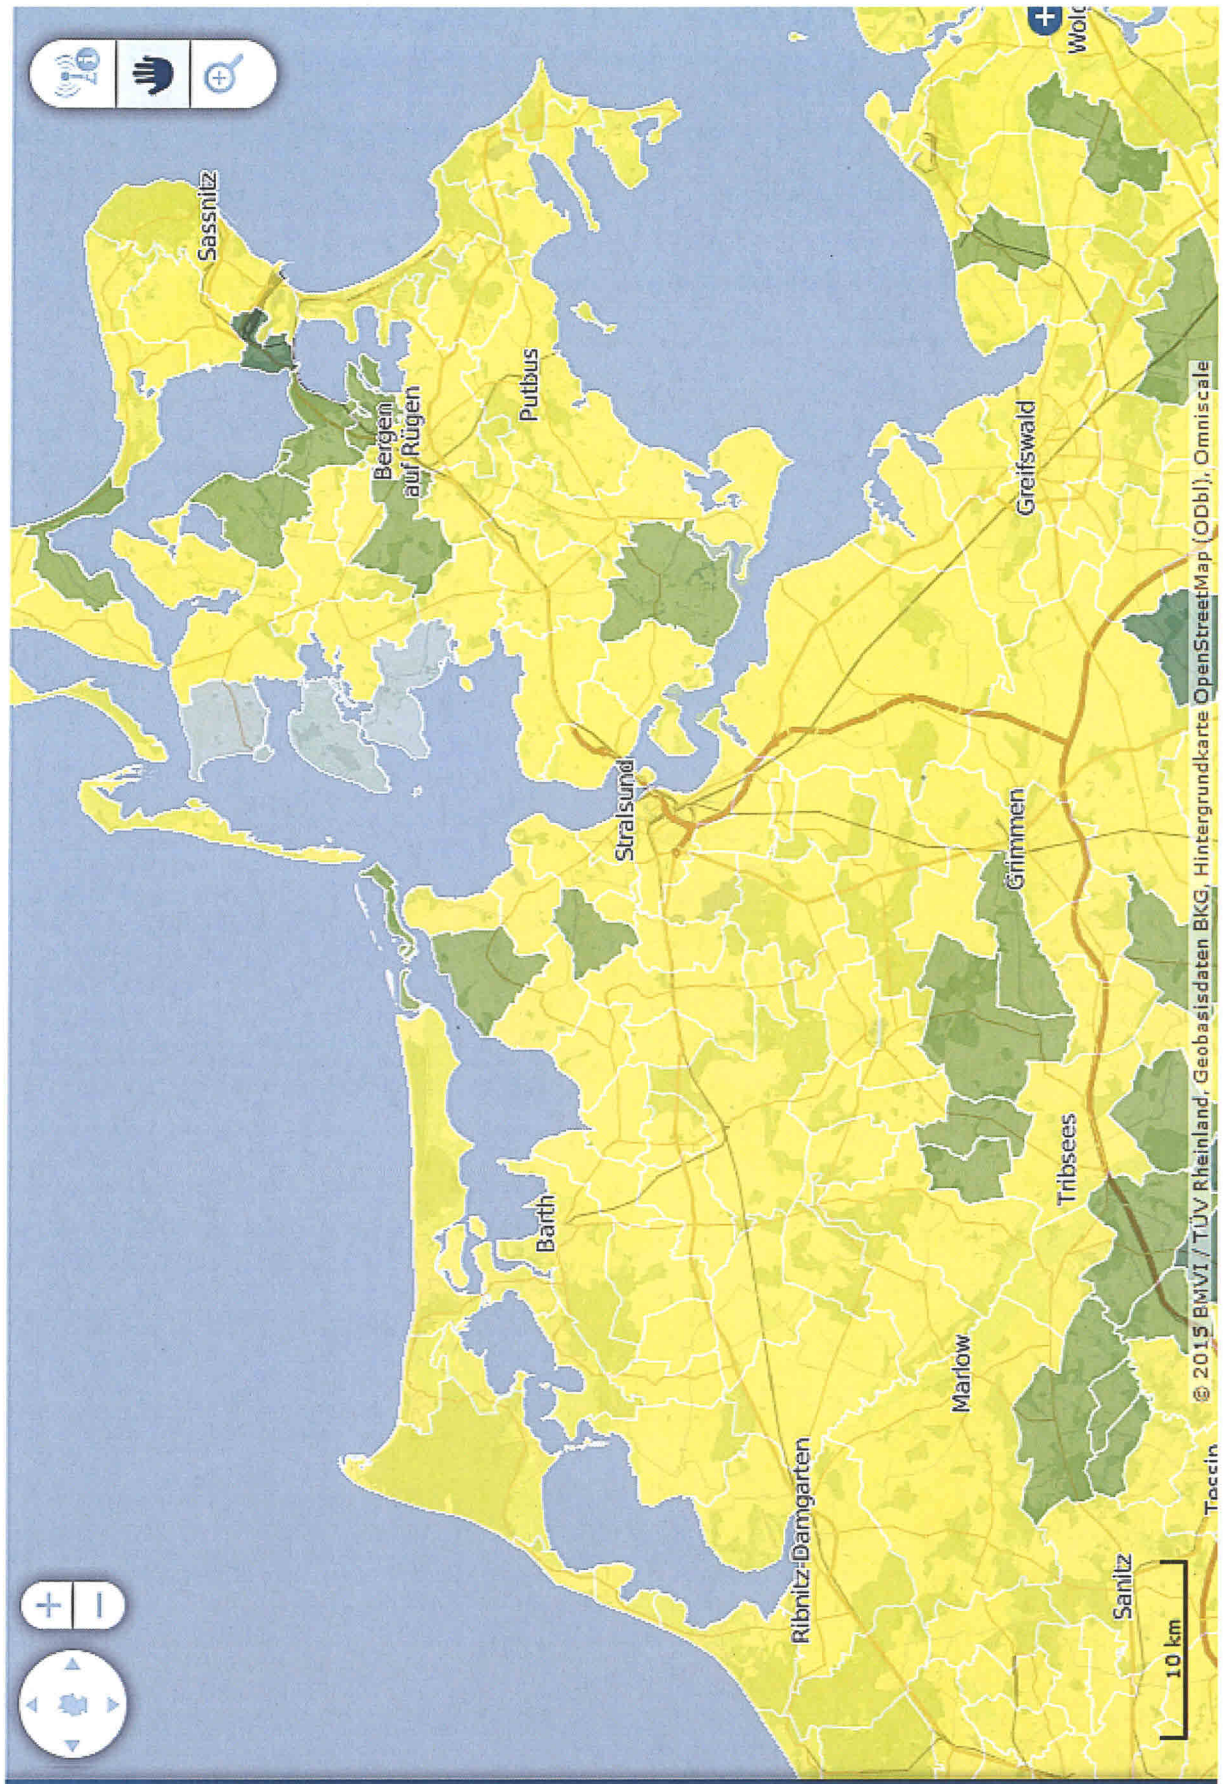 Sassnitz
Bergen
auf Rügen
Putbus
Stralsund
Greifswald
Grimmen
Barth
Tribsees
Marlow
Ribnitz-Damgarten
Sanitz
10 km
© 2015 BMVI / TÜV Rheinland, Geobasisdaten BKG, Hintergrundkarte OpenStreetMap (ODbl), Omniscale